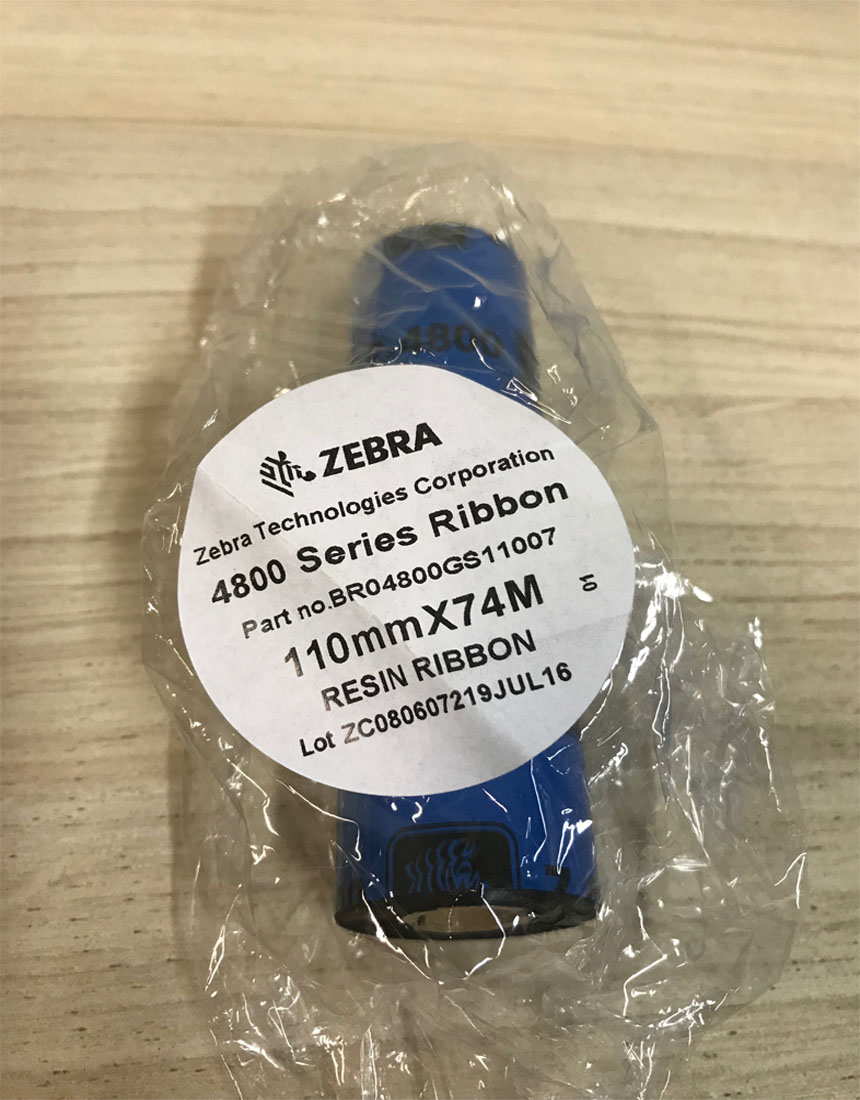 4800
ZEBRA
Zebra Technologies Corporation
4800 Series Ribbon
Part no.BR04800GS11007
110mmX74M
01
RESIN RIBBON
Lot ZC080607219JUL16